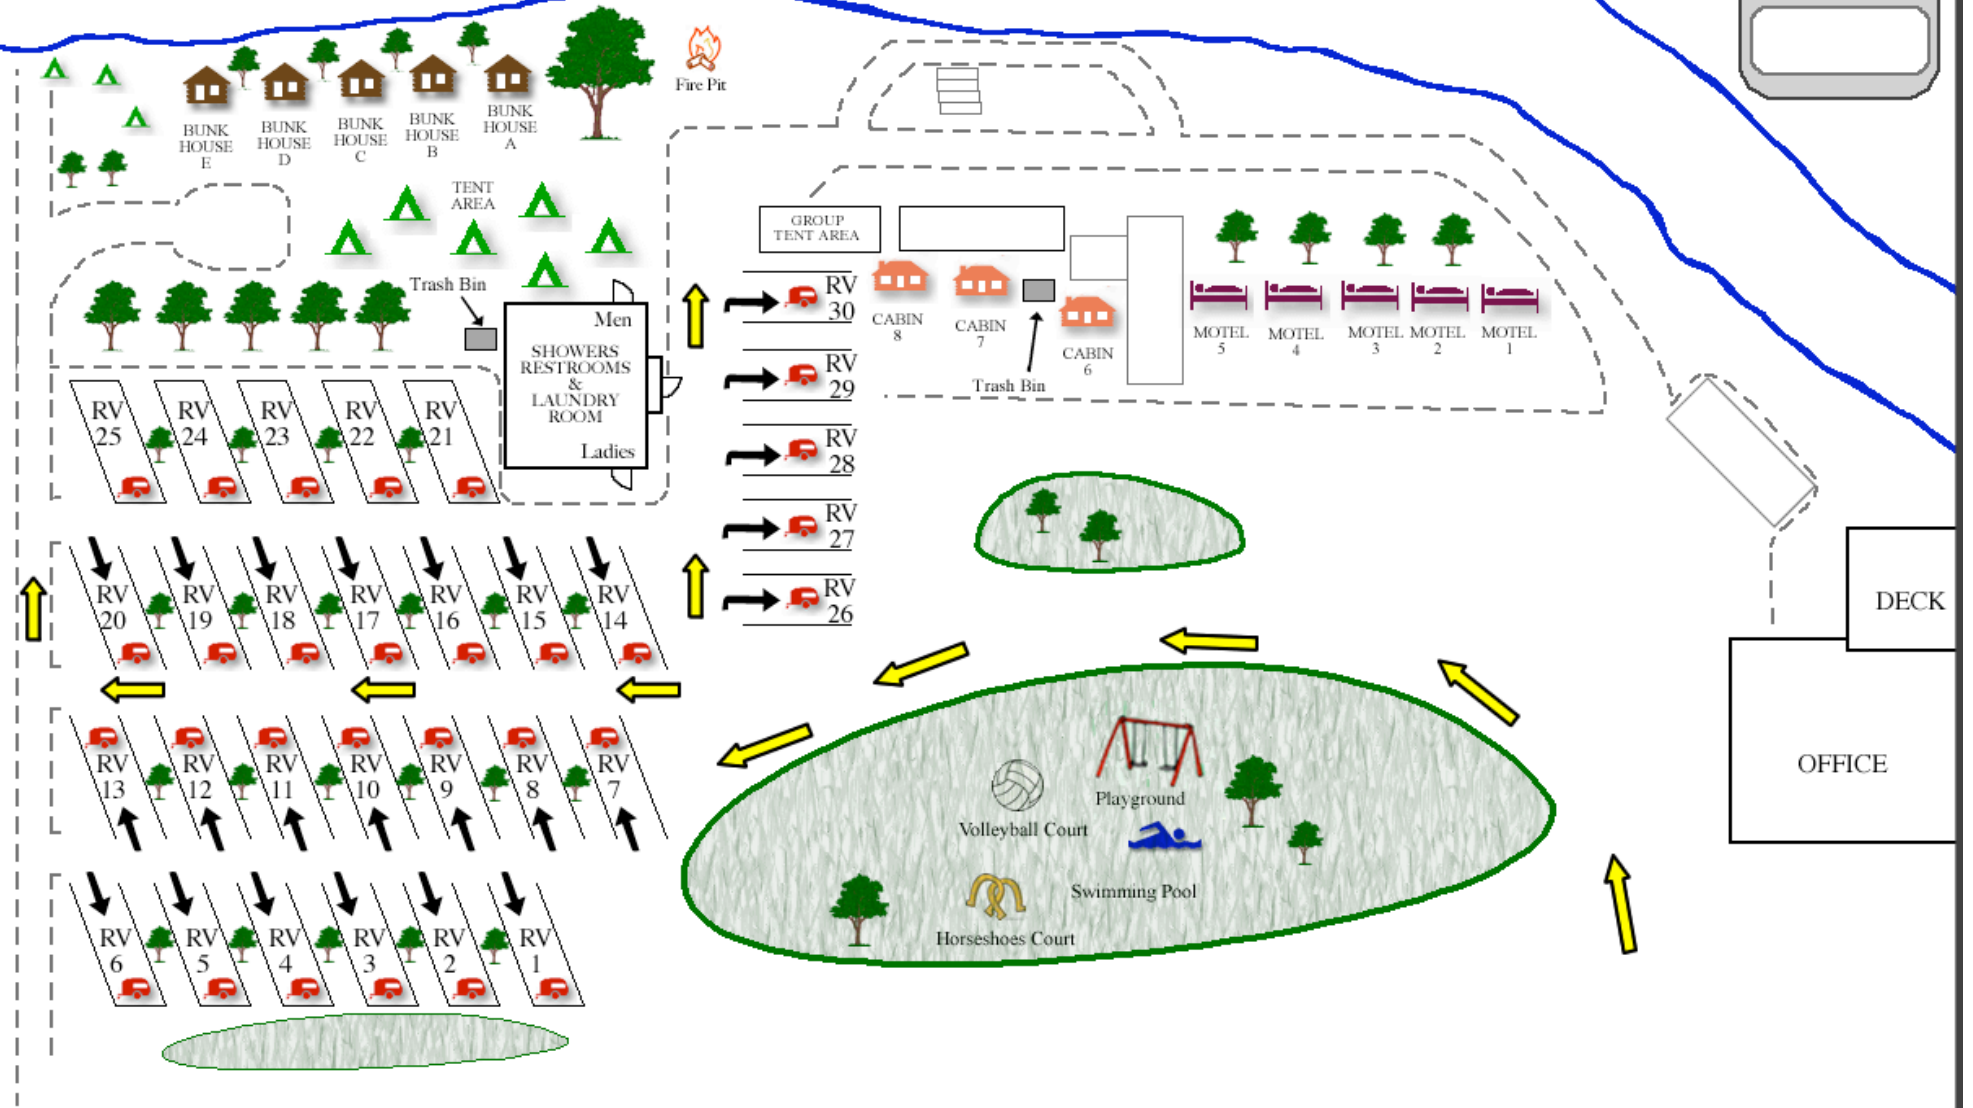 Fire Pit
BUNK
HOUSE
E
BUNK
HOUSE
D
BUNK
HOUSE
C
BUNK
HOUSE
B
BUNK
HOUSE
A
TENT
AREA
GROUP
TENT AREA
Trash Bin
Men
SHOWERS
RESTROOMS
&
LAUNDRY
ROOM
Ladies
RV
30
RV
29
RV
28
RV
27
RV
26
CABIN
8
CABIN
7
CABIN
6
Trash Bin
MOTEL
5
MOTEL
4
MOTEL
3
MOTEL
2
MOTEL
1
RV
25
RV
24
RV
23
RV
22
RV
21
RV
20
RV
19
RV
18
RV
17
RV
16
RV
15
RV
14
DECK
OFFICE
RV
13
RV
12
RV
11
RV
10
RV
9
RV
8
RV
7
Playground
Volleyball Court
Swimming Pool
Horseshoes Court
RV
6
RV
5
RV
4
RV
3
RV
2
RV
1